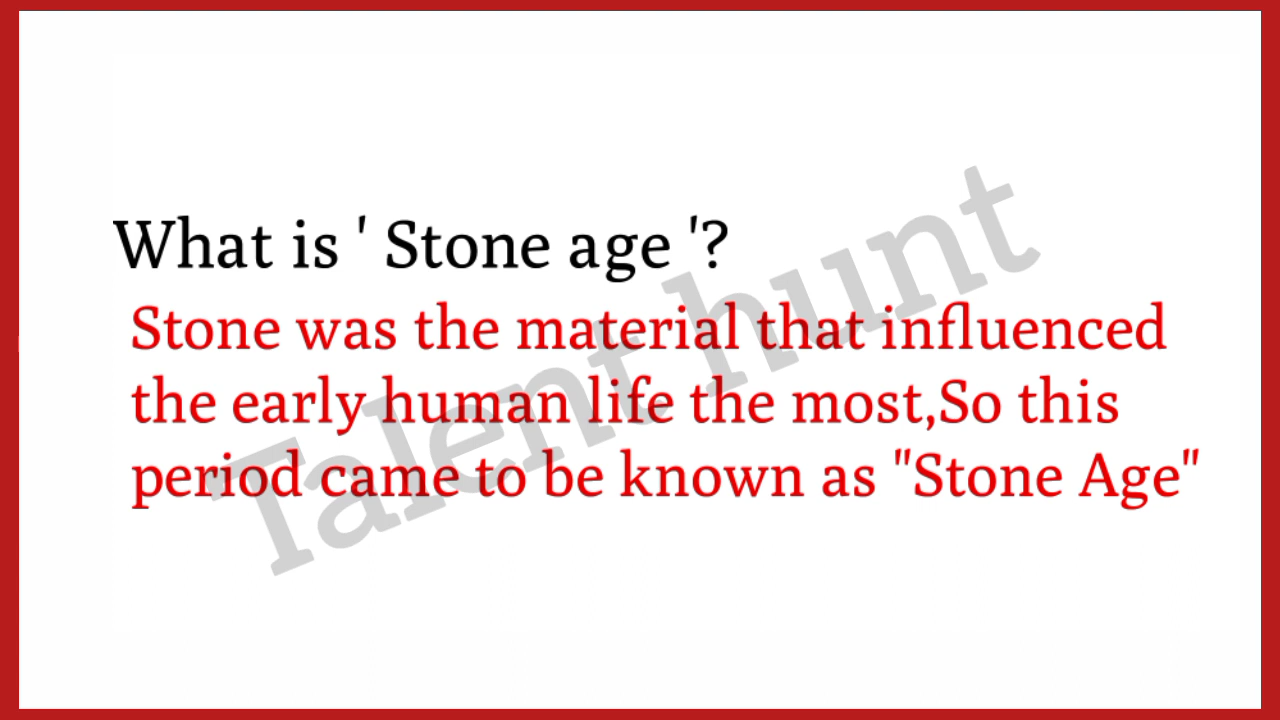 What is ' Stone age '?
Stone was the material that influenced
the early human life the most,So this
period came to be known as "Stone Age"
Talent hunt